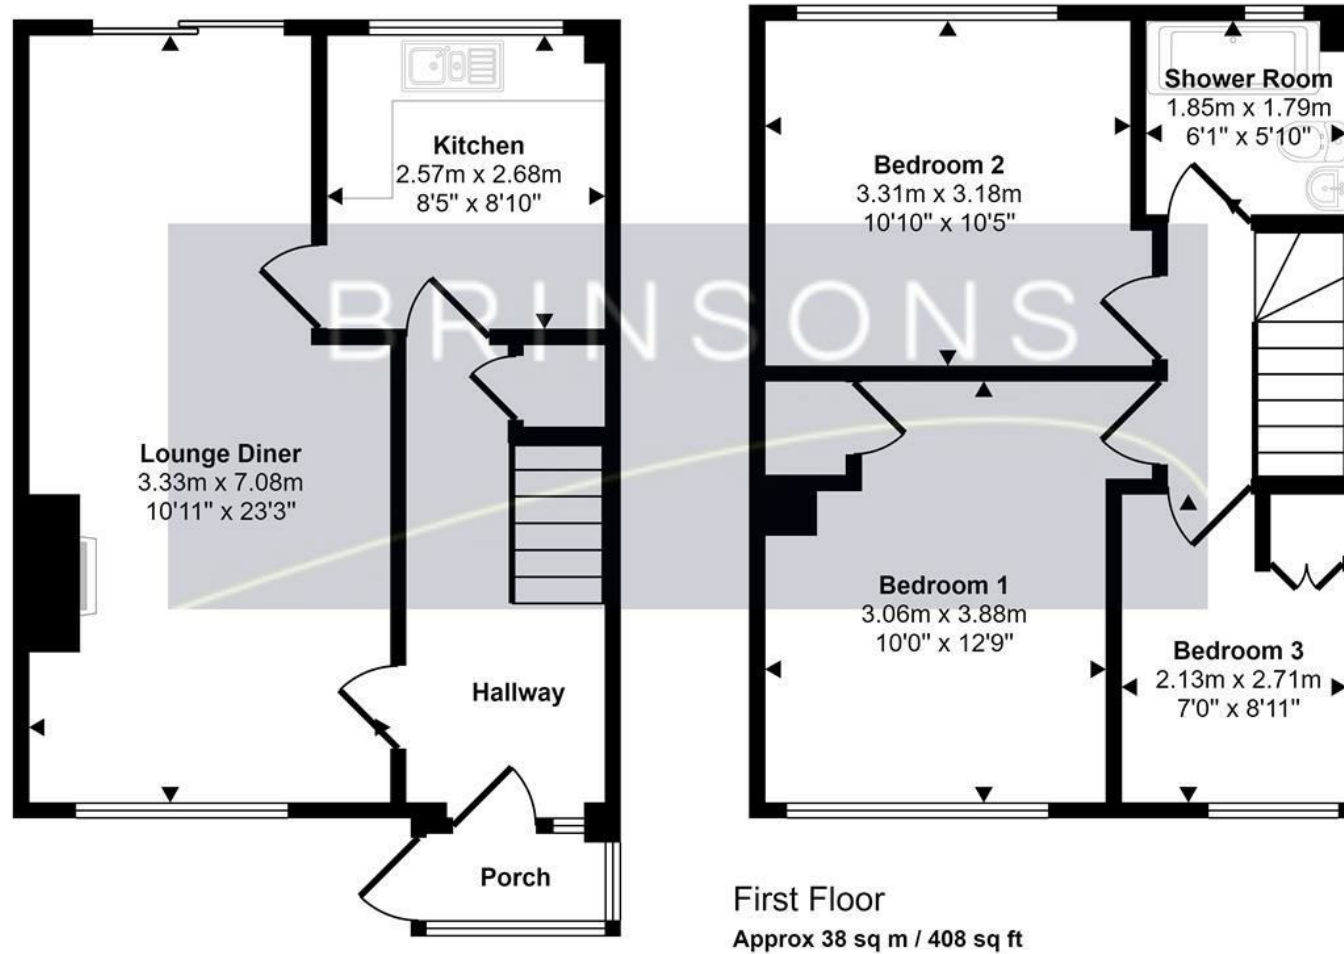 Kitchen
2.57m x 2.68m
8'5" x 8'10"
Lounge Diner
3.33m x 7.08m
10'11" x 23'3"
Hallway
Porch
Shower Room
1.85m x 1.79m
6'1" x 5'10"
Bedroom 2
3.31m x 3.18m
10'10" x 10'5"
BRINSONS
Bedroom 1
3.06m x 3.88m
10'0" x 12'9"
Bedroom 3
2.13m x 2.71m
7'0" x 8'11"
First Floor
Approx 38 sq m / 408 sq ft